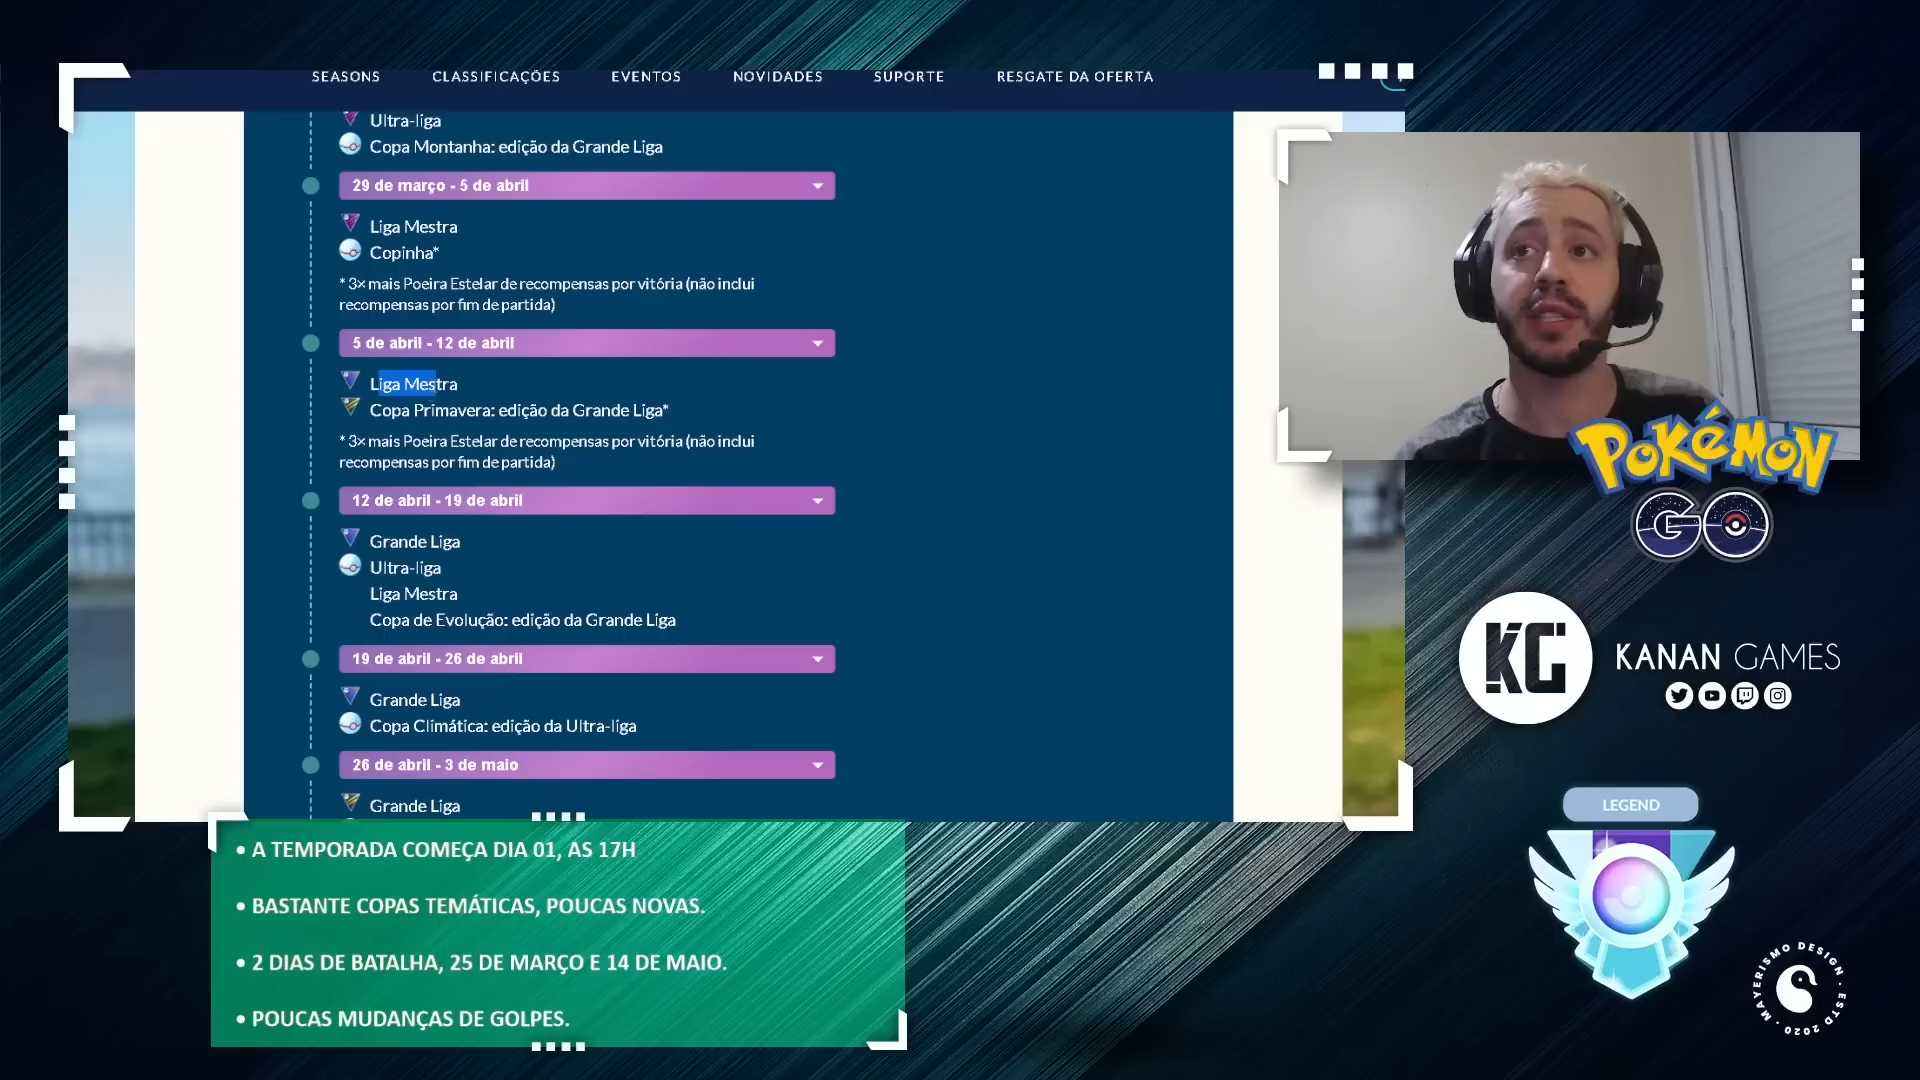 SEASONS CLASSIFICAÇÕES EVENTOS NOVIDADES SUPORTE RESGATE DA OFERTA
Ultra-liga
Copa Montanha: edição da Grande Liga
29 de março - 5 de abril
Liga Mestra
Copinha*
* 3× mais Poeira Estelar de recompensas por vitória (não inclui
recompensas por fim de partida)
5 de abril - 12 de abril
Liga Mestra
Copa Primavera: edição da Grande Liga*
* 3× mais Poeira Estelar de recompensas por vitória (não inclui
recompensas por fim de partida)
12 de abril - 19 de abril
Grande Liga
Ultra-liga
Liga Mestra
Copa de Evolução: edição da Grande Liga
19 de abril - 26 de abril
Grande Liga
Copa Climática: edição da Ultra-liga
26 de abril - 3 de maio
Grande Liga
• A TEMPORADA COMEÇA DIA 01, AS 17H
• BASTANTE COPAS TEMÁTICAS, POUCAS NOVAS.
• 2 DIAS DE BATALHA, 25 DE MARÇO E 14 DE MAIO.
• POUCAS MUDANÇAS DE GOLPES.
POKéMON
GO
KG
KANAN GAMES
LEGEND
MAYERISMO DESIGN · ESTD 2020 ·